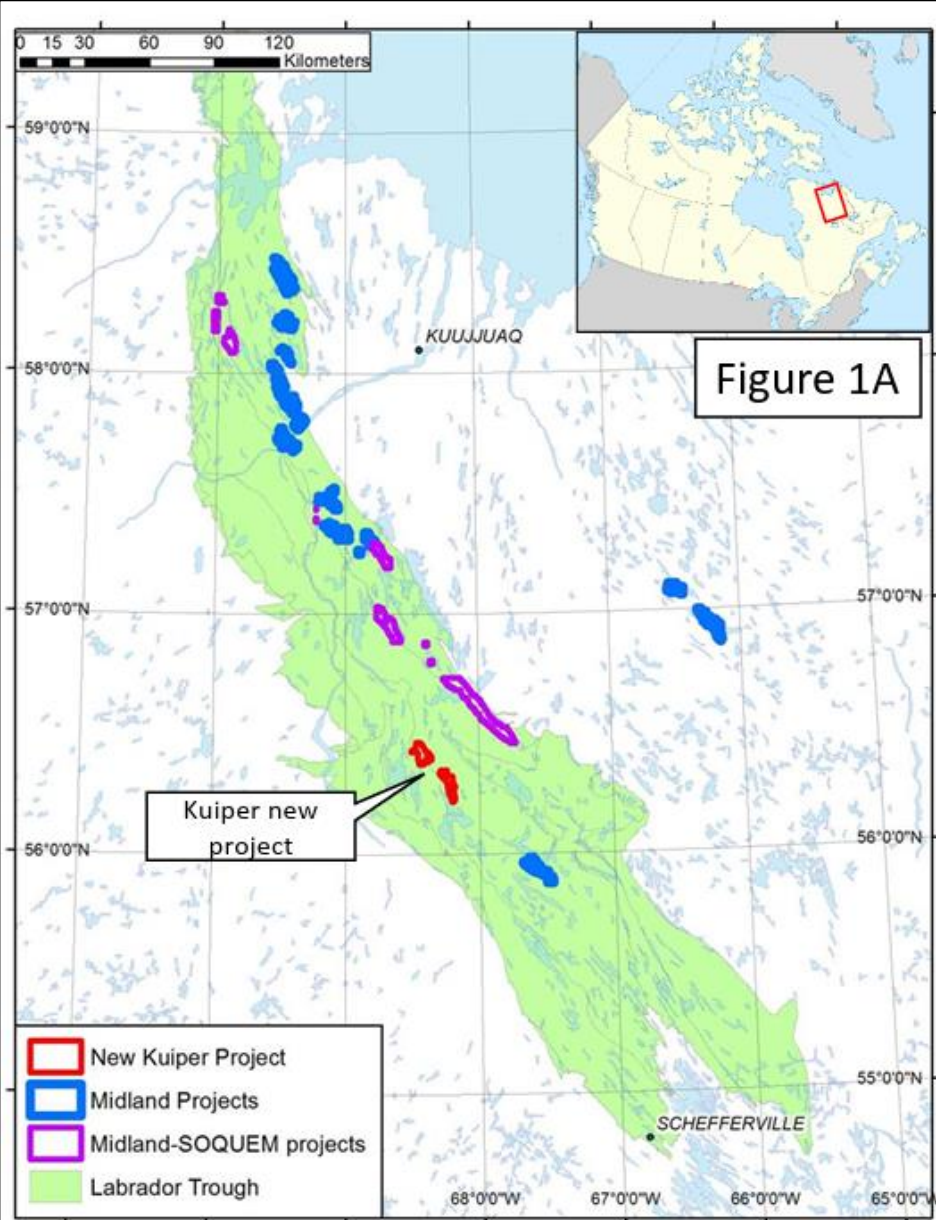 0 15 30 60 90 120
Kilometers
59°0'0"N
KUUJJUAQ
58°0'0"N
Figure 1A
57°0'0"N
57°0'0"N
Kuiper new
project
56°0'0"N
56°0'0"N
New Kuiper Project
Midland Projects
Midland-SOQUEM projects
Labrador Trough
55°0'0"N
SCHEFFERVILLE
68°0'0"W 67°0'0"W 66°0'0"W 65°0'0"W